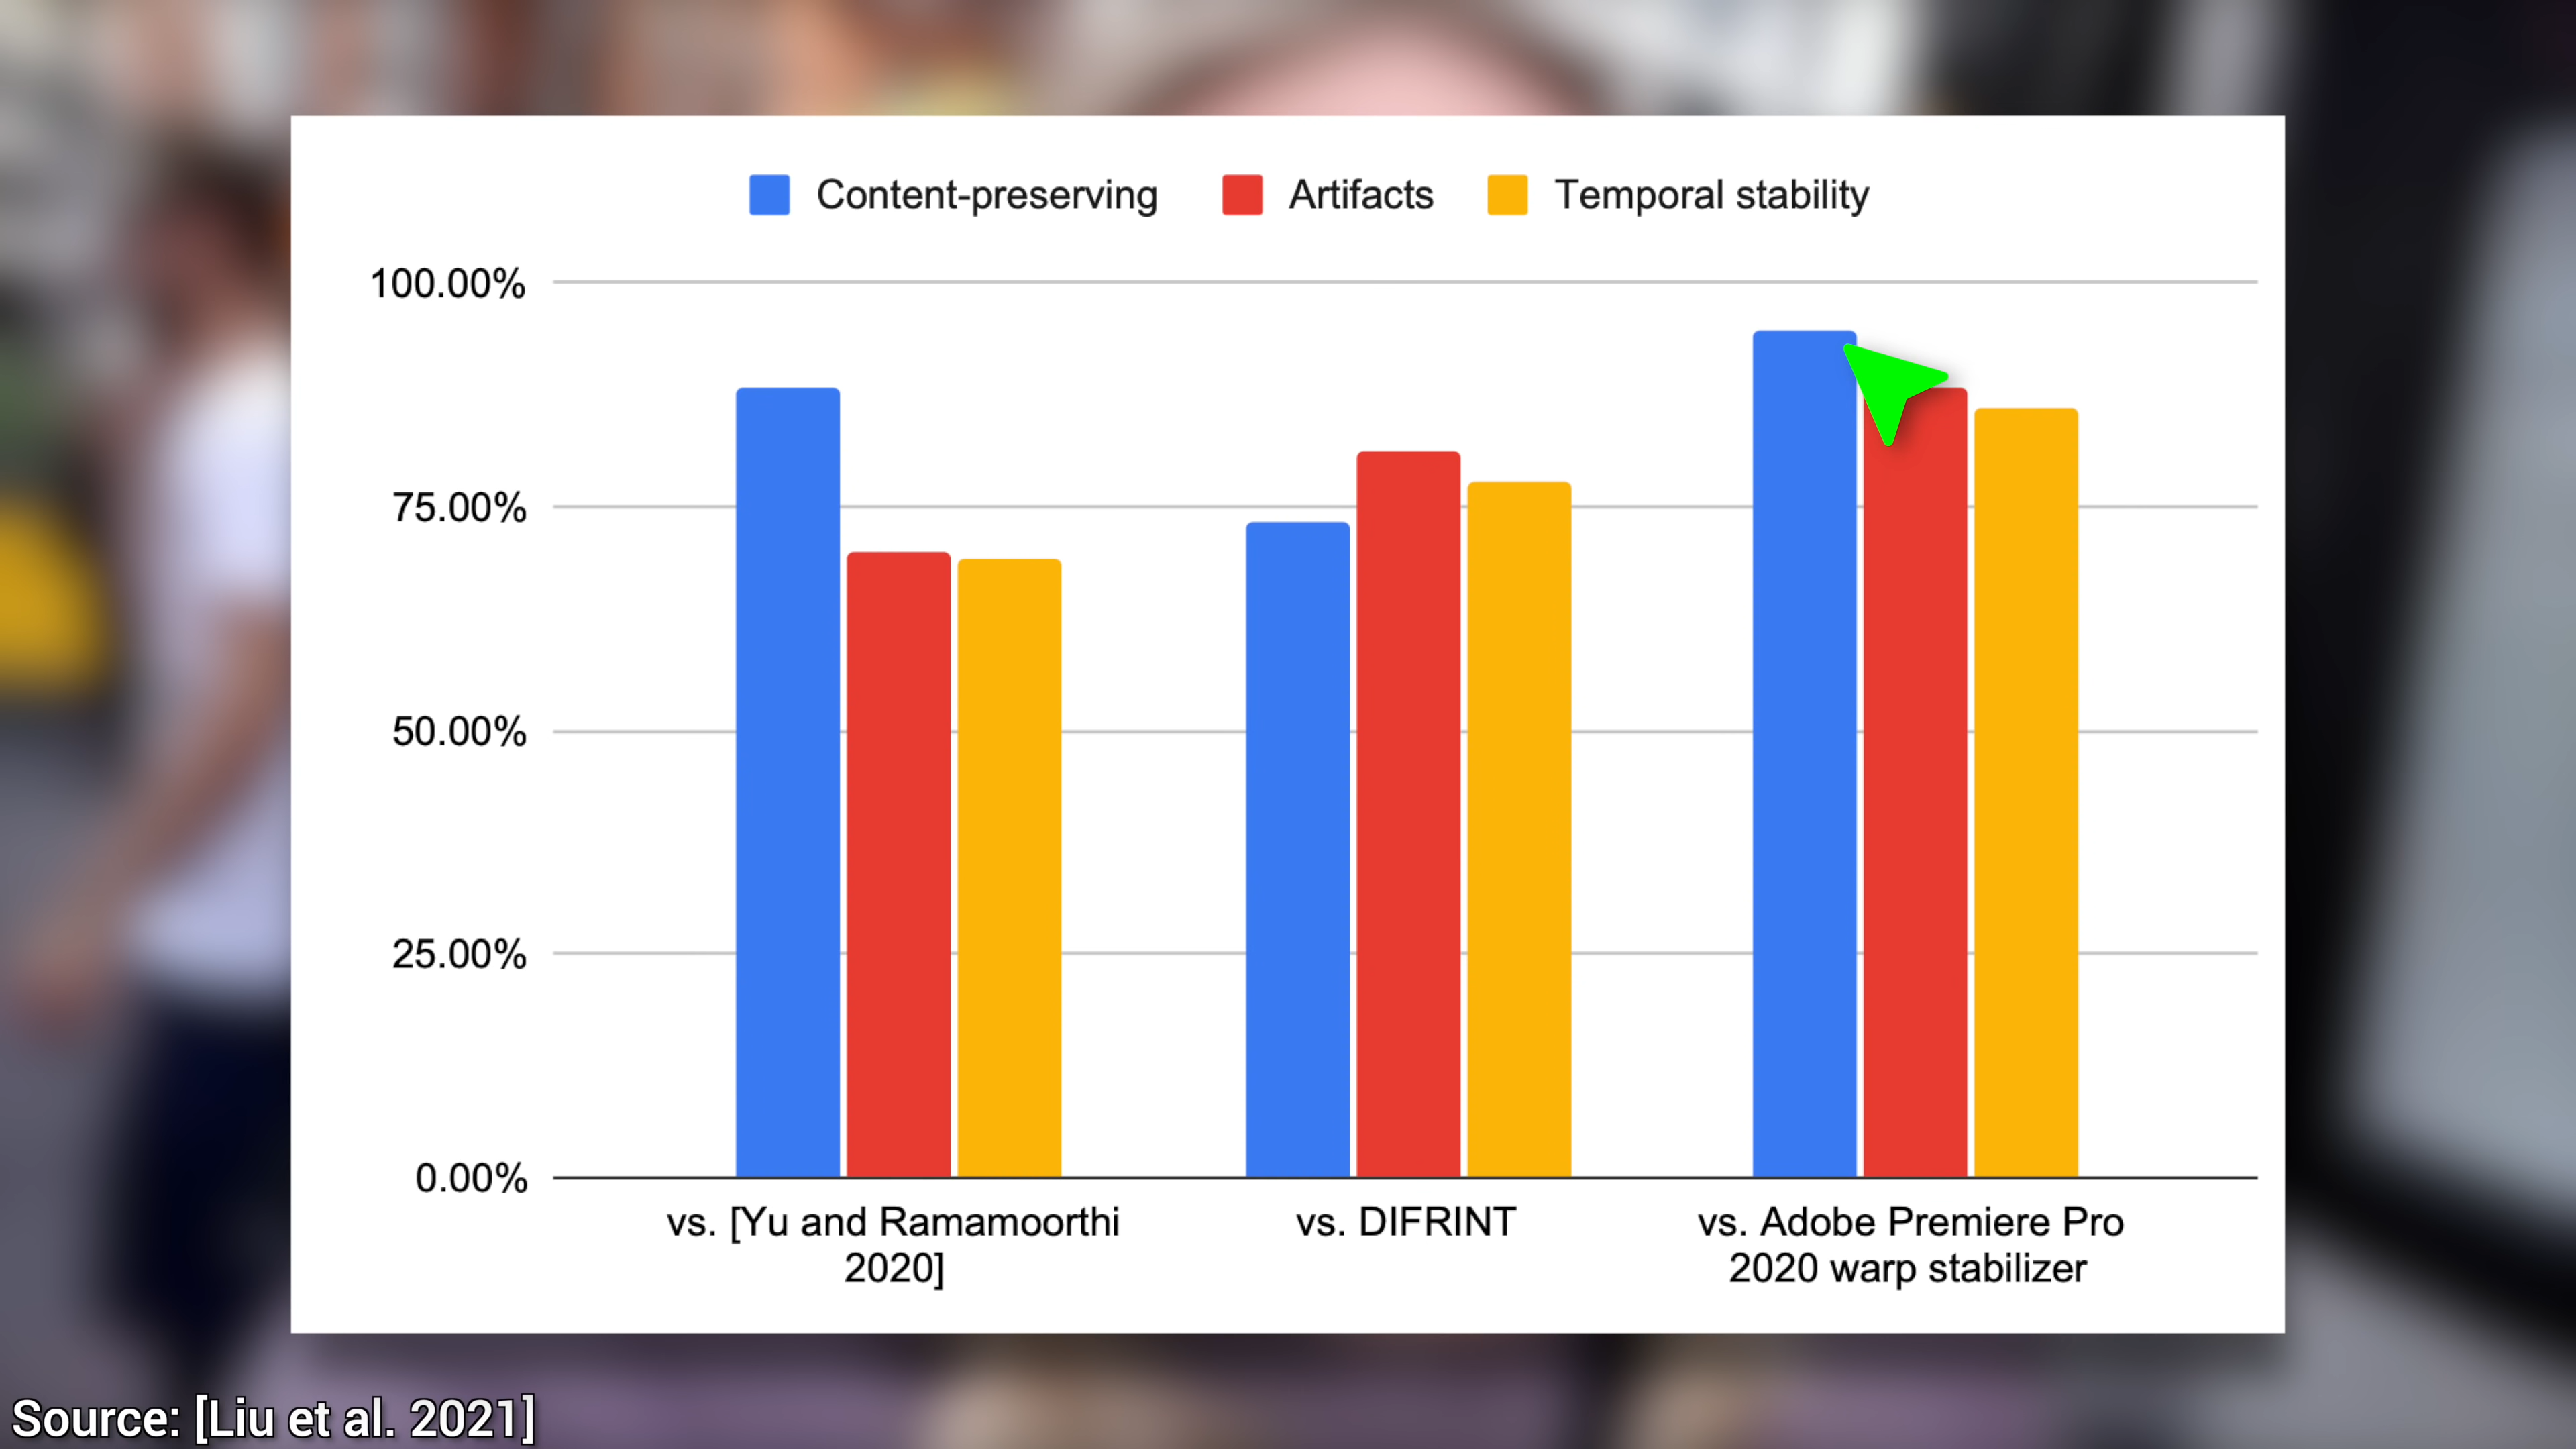 Content-preserving Artifacts Temporal stability
100.00%
75.00%
50.00%
25.00%
0.00%
vs. [Yu and Ramamoorthi
2020]
vs. DIFRINT
vs. Adobe Premiere Pro
2020 warp stabilizer
Source: [Liu et al. 2021]